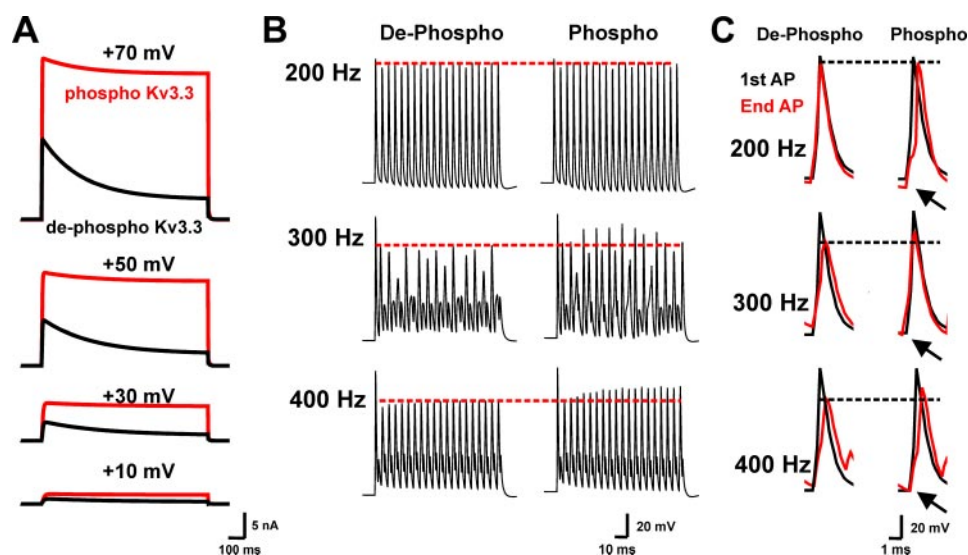 A
+70 mV
phospho Kv3.3
de-phospho Kv3.3
+50 mV
+30 mV
+10 mV
5 nA
100 ms
B
De-Phospho Phospho
200 Hz
300 Hz
400 Hz
20 mV
10 ms
C
De-Phospho Phospho
1st AP
End AP
200 Hz
300 Hz
400 Hz
20 mV
1 ms